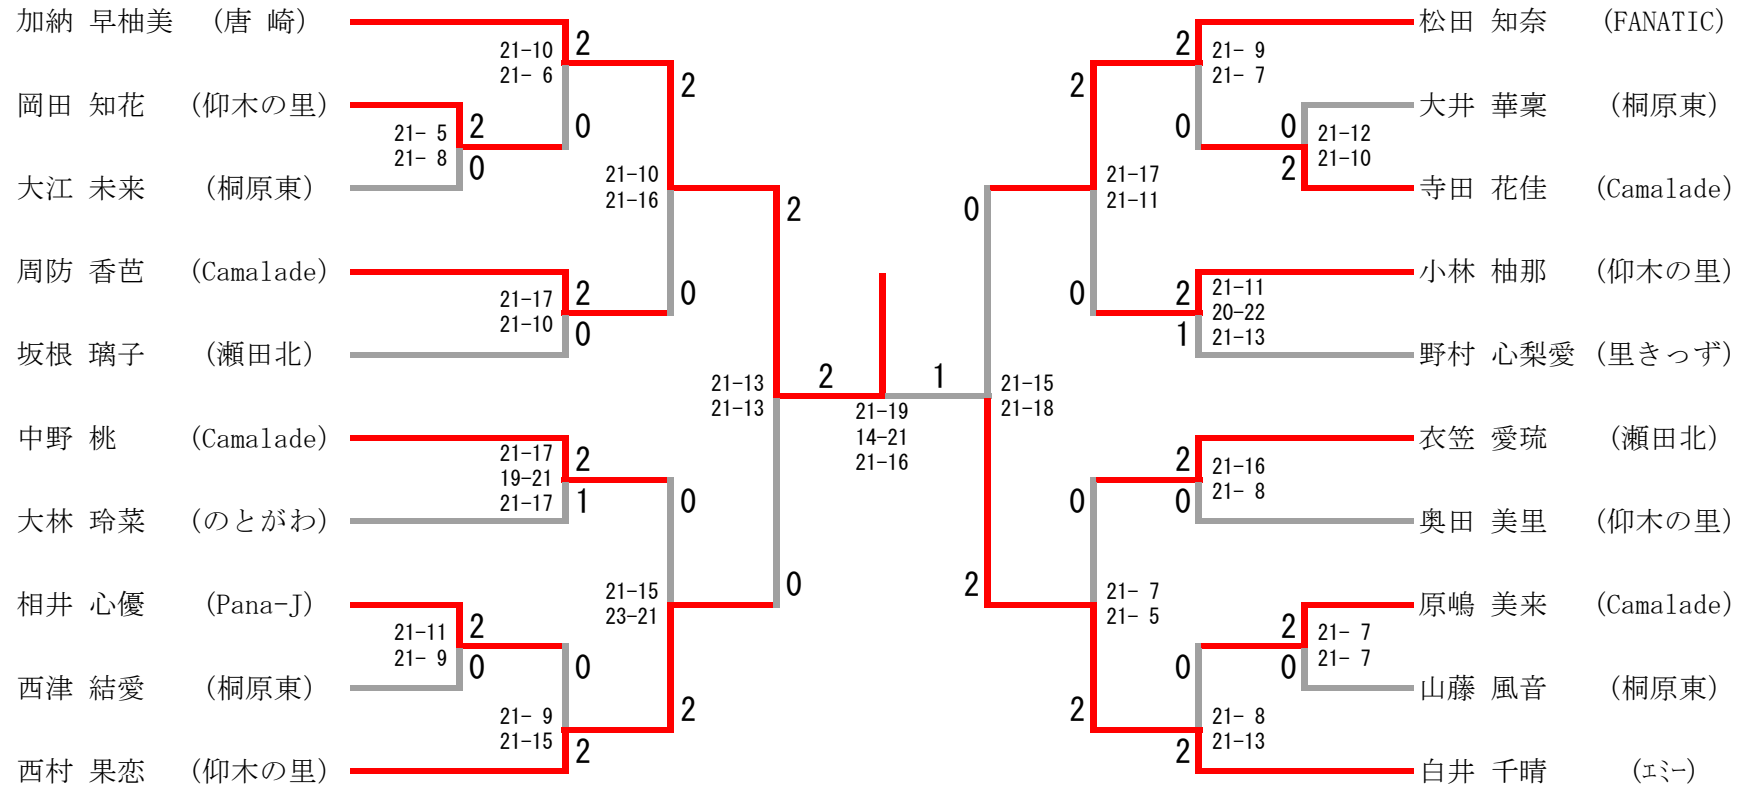 加納 早柚美 (唐 崎)
岡田 知花 (仰木の里)
大江 未来 (桐原東)
周防 香芭 (Camalade)
坂根 璃子 (瀬田北)
中野 桃 (Camalade)
大林 玲菜 (のとがわ)
相井 心優 (Pana-J)
西津 結愛 (桐原東)
西村 果恋 (仰木の里)
21-10 2
21- 6
0
21- 5 2
21- 8 0
21-17 2
21-10 0
21-17 2
19-21
21-17 1
21-11 2
21- 9 0
0
21- 9
21-15 2
2
21-10
21-16
0
0
21-15
23-21
2
2
21-13
21-13
0
2 1
21-19
14-21
21-16
0
21-15
21-18
2
2
21-17
21-11
0
0
21- 7
21- 5
2
2 21- 9
21- 7
0
0 21-12
2 21-10
2 21-11
20-22
1 21-13
2 21-16
0 21- 8
2 21- 7
0 21- 7
0
21- 8
2 21-13
松田 知奈 (FANATIC)
大井 華稟 (桐原東)
寺田 花佳 (Camalade)
小林 柚那 (仰木の里)
野村 心梨愛 (里きっず)
衣笠 愛琉 (瀬田北)
奥田 美里 (仰木の里)
原嶋 美来 (Camalade)
山藤 風音 (桐原東)
白井 千晴 (ｴﾐｰ)